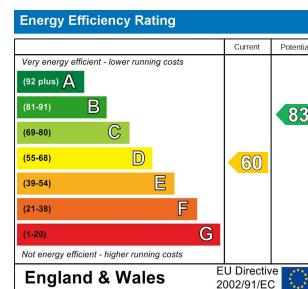 Energy Efficiency Rating
Current Potentia
Very energy efficient - lower running costs
(92 plus) A
(81-91) B
83
(69-80) C
(55-68) D
60
(39-54) E
(21-38) F
(1-20) G
Not energy efficient - higher running costs
England & Wales
EU Directive
2002/91/EC